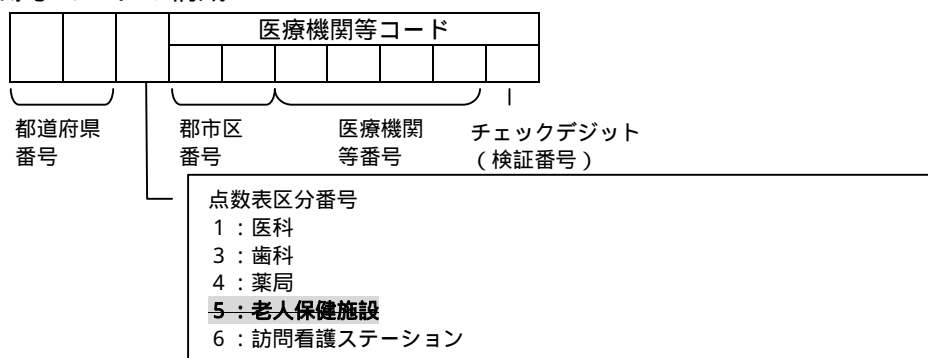 医療機関等コード
都道府県
番号
郡市区
番号
医療機関
等番号
チェックデジット
(検証番号)
点数表区分番号
1:医科
3:歯科
4:薬局
5:老人保健施設
6:訪問看護ステーション